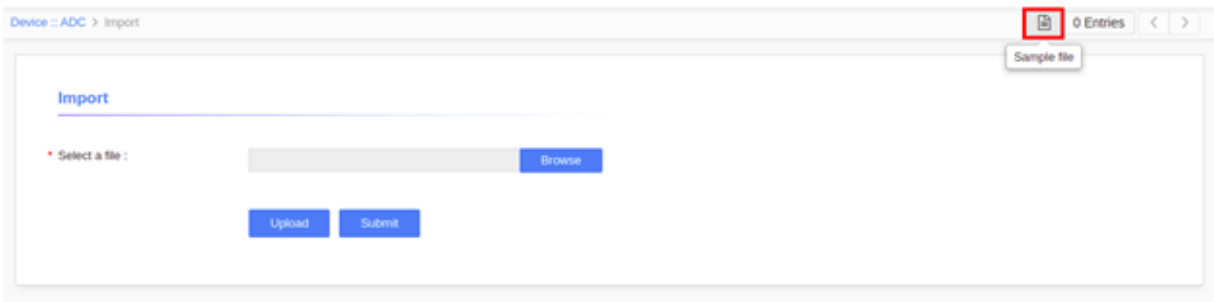 Device :: ADC > Import
0 Entries < >
Sample file
Import
* Select a file :
Browse
Upload Submit